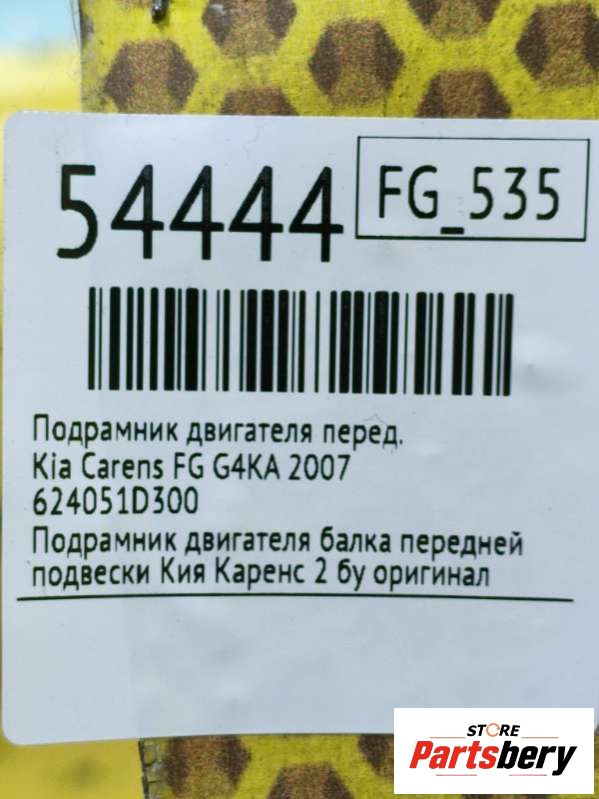 54444
FG_535
Подрамник двигателя перед.
Kia Carens FG G4KA 2007
624051D300
Подрамник двигателя балка передней
подвески Кия Каренс 2 бу оригинал
STORE
Partsbery